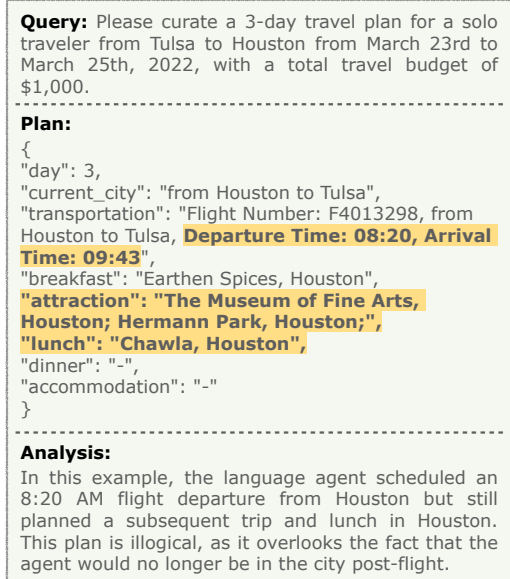 Query: Please curate a 3-day travel plan for a solo
traveler from Tulsa to Houston from March 23rd to
March 25th, 2022, with a total travel budget of
$1,000.
Plan:
{
"day": 3,
"current_city": "from Houston to Tulsa",
"transportation": "Flight Number: F4013298, from
Houston to Tulsa, Departure Time: 08:20, Arrival
Time: 09:43",
"breakfast": "Earthen Spices, Houston",
"attraction": "The Museum of Fine Arts,
Houston; Hermann Park, Houston;",
"lunch": "Chawla, Houston",
"dinner": "-",
"accommodation": "-"
}
Analysis:
In this example, the language agent scheduled an
8:20 AM flight departure from Houston but still
planned a subsequent trip and lunch in Houston.
This plan is illogical, as it overlooks the fact that the
agent would no longer be in the city post-flight.